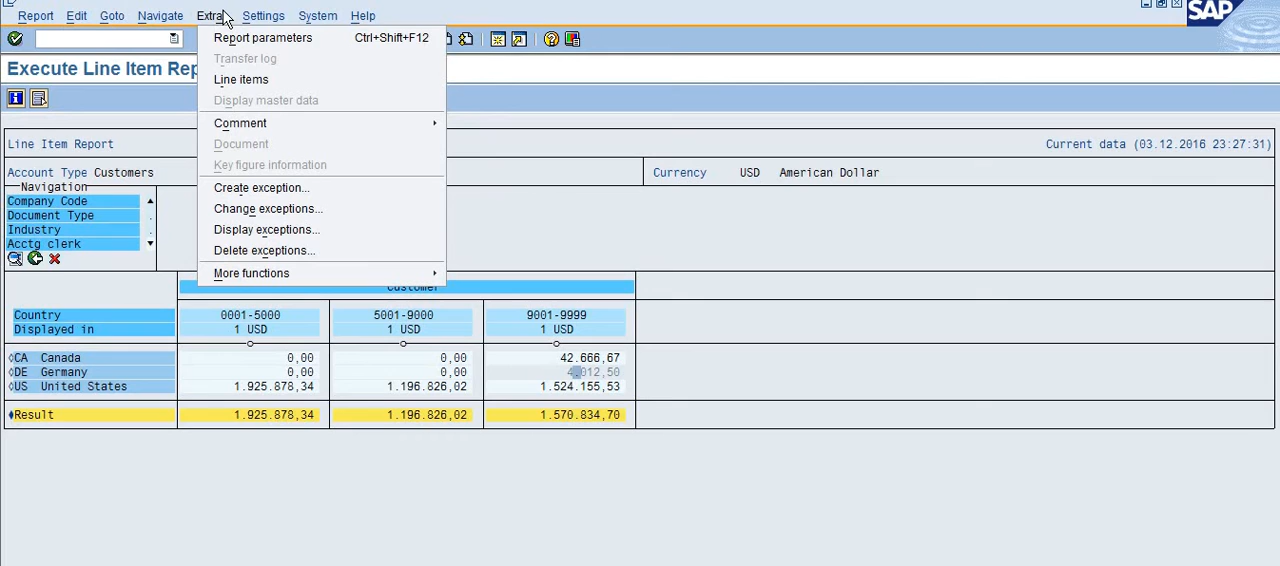 Report Edit Goto Navigate Extra Settings System Help
SAP
Report parameters Ctrl+Shift+F12
Transfer log
Execute Line Item Rep
Line items
Display master data
Comment
Document
Key figure information
Create exception...
Change exceptions...
Display exceptions...
Delete exceptions...
More functions
Line Item Report Current data (03.12.2016 23:27:31)
Account Type Customers Currency USD American Dollar
Navigation
Company Code
Document Type
Industry
Acctg clerk
Customer
Country 0001-5000 5001-9000 9001-9999
Displayed in 1 USD 1 USD 1 USD
CA Canada 0,00 0,00 42.666,67
DE Germany 0,00 0,00 4.012,50
US United States 1.925.878,34 1.196.826,02 1.524.155,53
Result 1.925.878,34 1.196.826,02 1.570.834,70